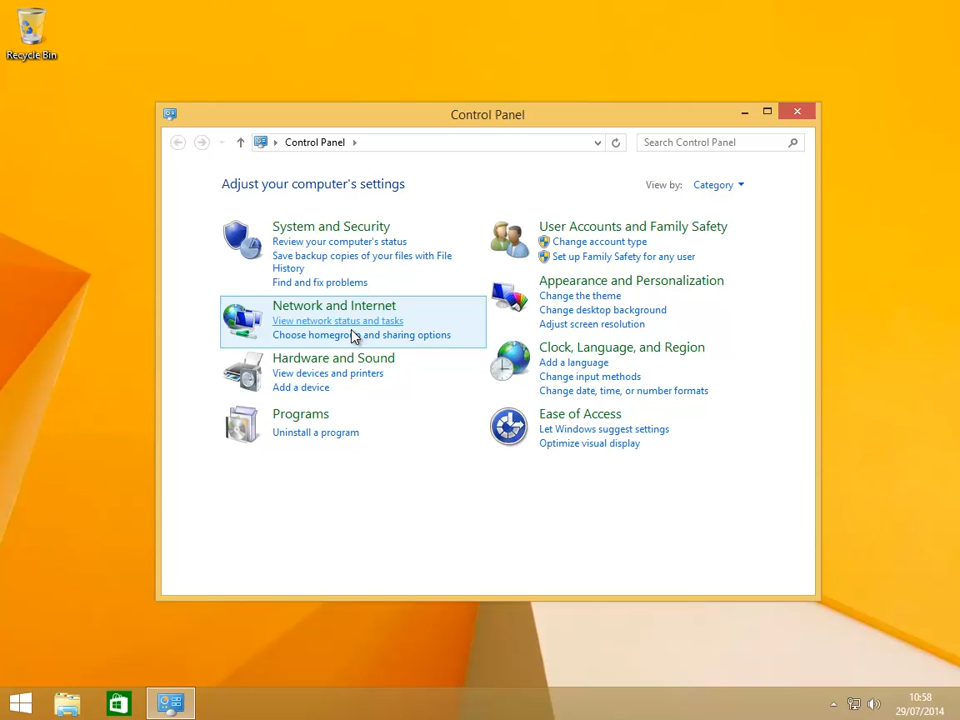 Recycle Bin
Control Panel
Control Panel
Search Control Panel
Adjust your computer's settings
View by:
Category
System and Security
Review your computer's status
Save backup copies of your files with File
History
Find and fix problems
Network and Internet
View network status and tasks
Choose homegroup and sharing options
Hardware and Sound
View devices and printers
Add a device
Programs
Uninstall a program
User Accounts and Family Safety
Change account type
Set up Family Safety for any user
Appearance and Personalization
Change the theme
Change desktop background
Adjust screen resolution
Clock, Language, and Region
Add a language
Change input methods
Change date, time, or number formats
Ease of Access
Let Windows suggest settings
Optimize visual display
10:58
29/07/2014